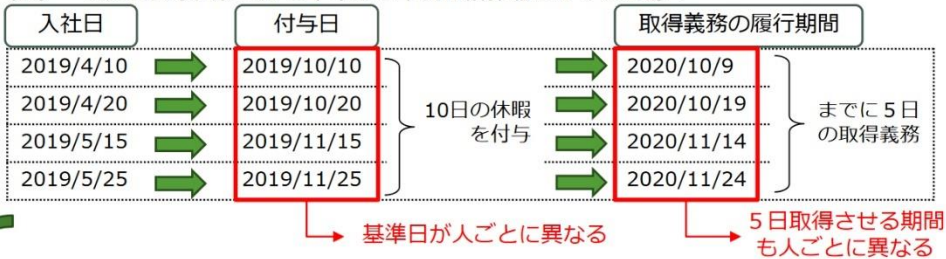 入社日 付与日 取得義務の履行期間
2019/4/10 2019/10/10 2020/10/9
2019/4/20 2019/10/20 10日の休暇 2020/10/19 までに5日
2019/5/15 2019/11/15 を付与 2020/11/14 の取得義務
2019/5/25 2019/11/25 2020/11/24
基準日が人ごとに異なる 5日取得させる期間
も人ごとに異なる